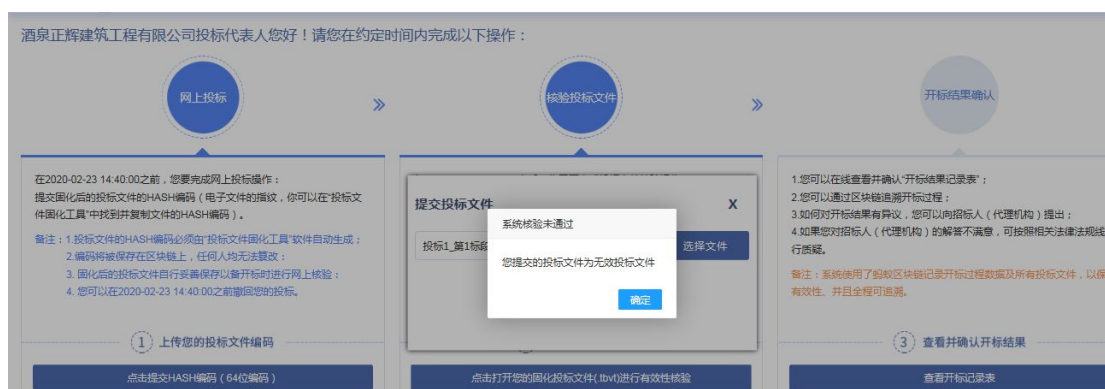 酒泉正辉建筑工程有限公司投标代表人您好！请您在约定时间内完成以下操作：
网上投标
»
核验投标文件
»
开标结果确认
在2020-02-23 14:40:00之前，您要完成网上投标操作：
提交固化后的投标文件的HASH编码（电子文件的指纹，你可以在"投标文
件固化工具"中找到并复制文件的HASH编码）。
备注：1.投标文件的HASH编码必须由"投标文件固化工具"软件自动生成；
2.编码将被保存在区块链上，任何人均无法篡改；
3. 固化后的投标文件自行妥善保存以备开标时进行网上核验；
4. 您可以在2020-02-23 14:40:00之前撤回您的投标。
1 上传您的投标文件编码
点击提交HASH编码（64位编码）
提交投标文件
X
投标1_第1标段
选择文件
系统核验未通过
您提交的投标文件为无效投标文件
确定
点击打开您的固化投标文件(.tbvt)进行有效性核验
1.您可以在线查看并确认"开标结果记录表"；
2.您可以通过区块链追溯开标过程；
3.如何对开标结果有异议，您可以向招标人（代理机构）提出；
4.如果您对招标人（代理机构）的解答不满意，可按照相关法律法规线
行质疑。
备注：系统使用了蚂蚁区块链记录开标过程数据及所有投标文件，以保
有效性、并且全程可追溯。
3 查看并确认开标结果
查看开标记录表